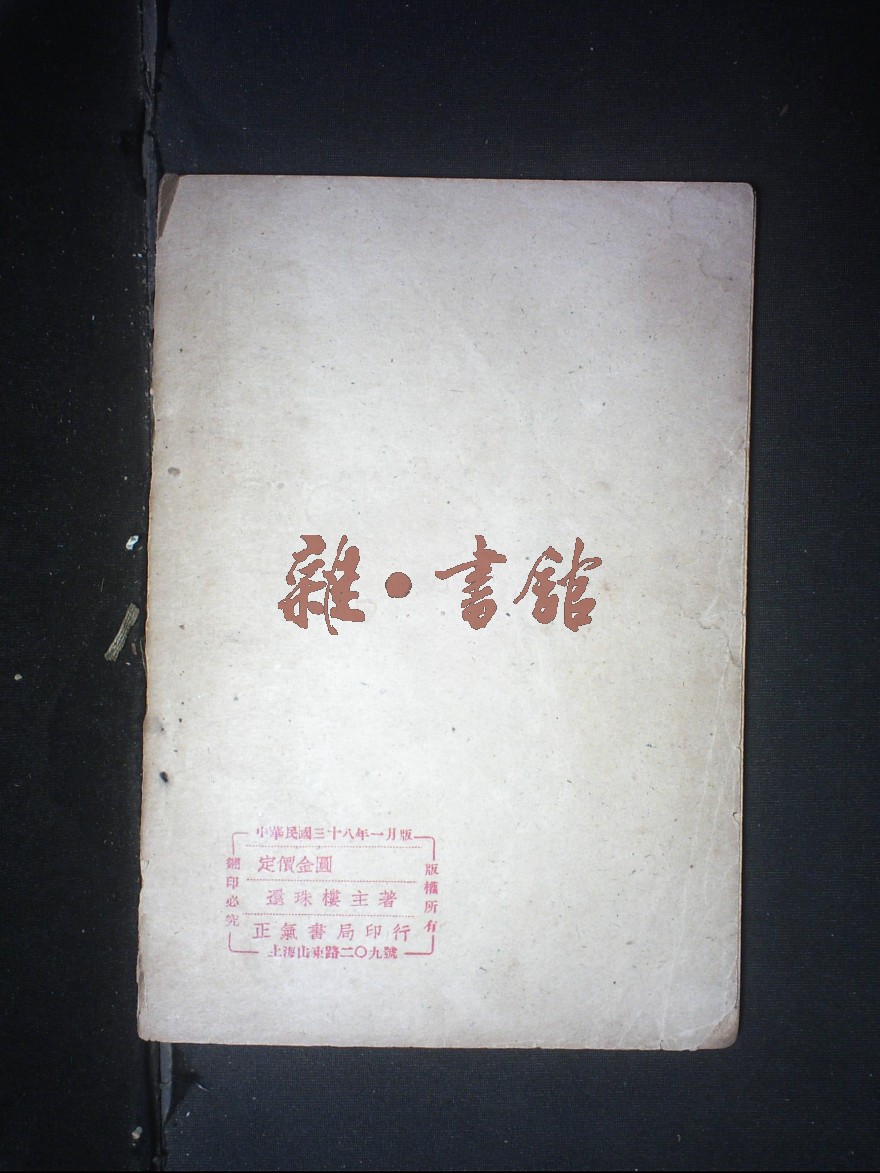 雜・書舘
中華民國三十八年一月版
定價金圓
還珠樓主著
正氣書局印行
上海山東路二〇九號
版權所有
翻印必究